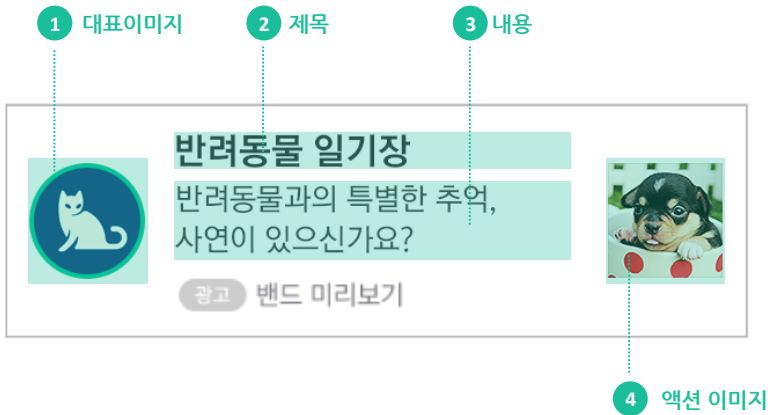 1 대표이미지
2 제목
3 내용
반려동물 일기장
반려동물과의 특별한 추억,
사연이 있으신가요?
광고 밴드 미리보기
4 액션 이미지